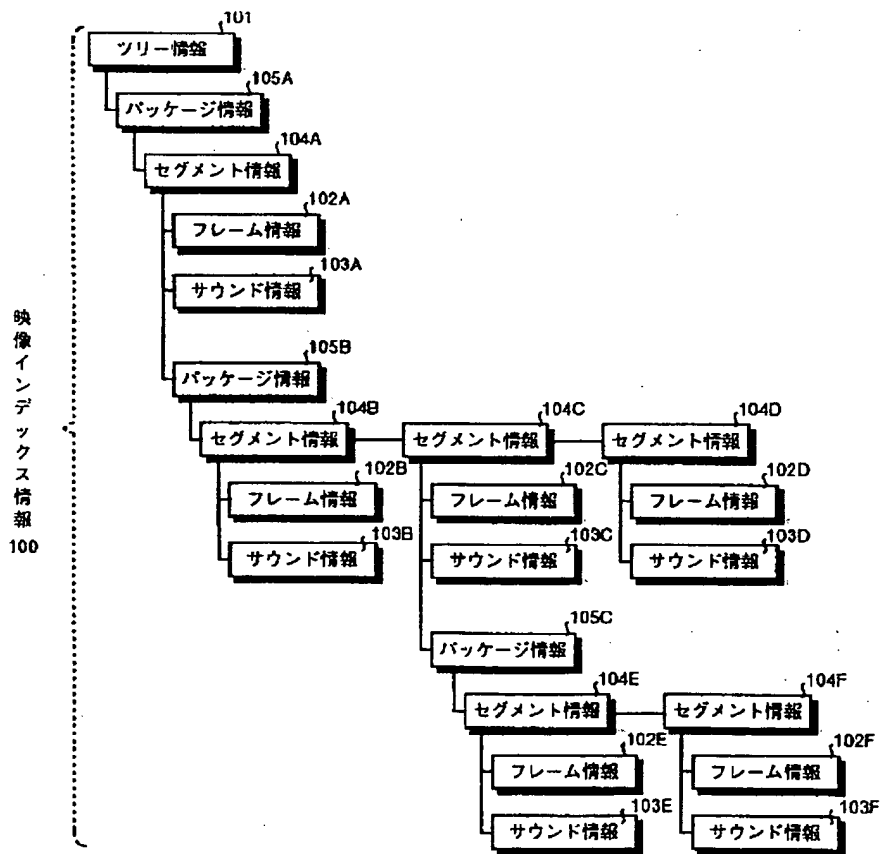 101
ツリー情報
105A
パッケージ情報
104A
セグメント情報
102A
フレーム情報
103A
サウンド情報
105B
パッケージ情報
104B
セグメント情報
104C
セグメント情報
104D
セグメント情報
102B
フレーム情報
102C
フレーム情報
102D
フレーム情報
103B
サウンド情報
103C
サウンド情報
103D
サウンド情報
105C
パッケージ情報
104E
セグメント情報
104F
セグメント情報
102E
フレーム情報
102F
フレーム情報
103E
サウンド情報
103F
サウンド情報
映像インデックス情報
100